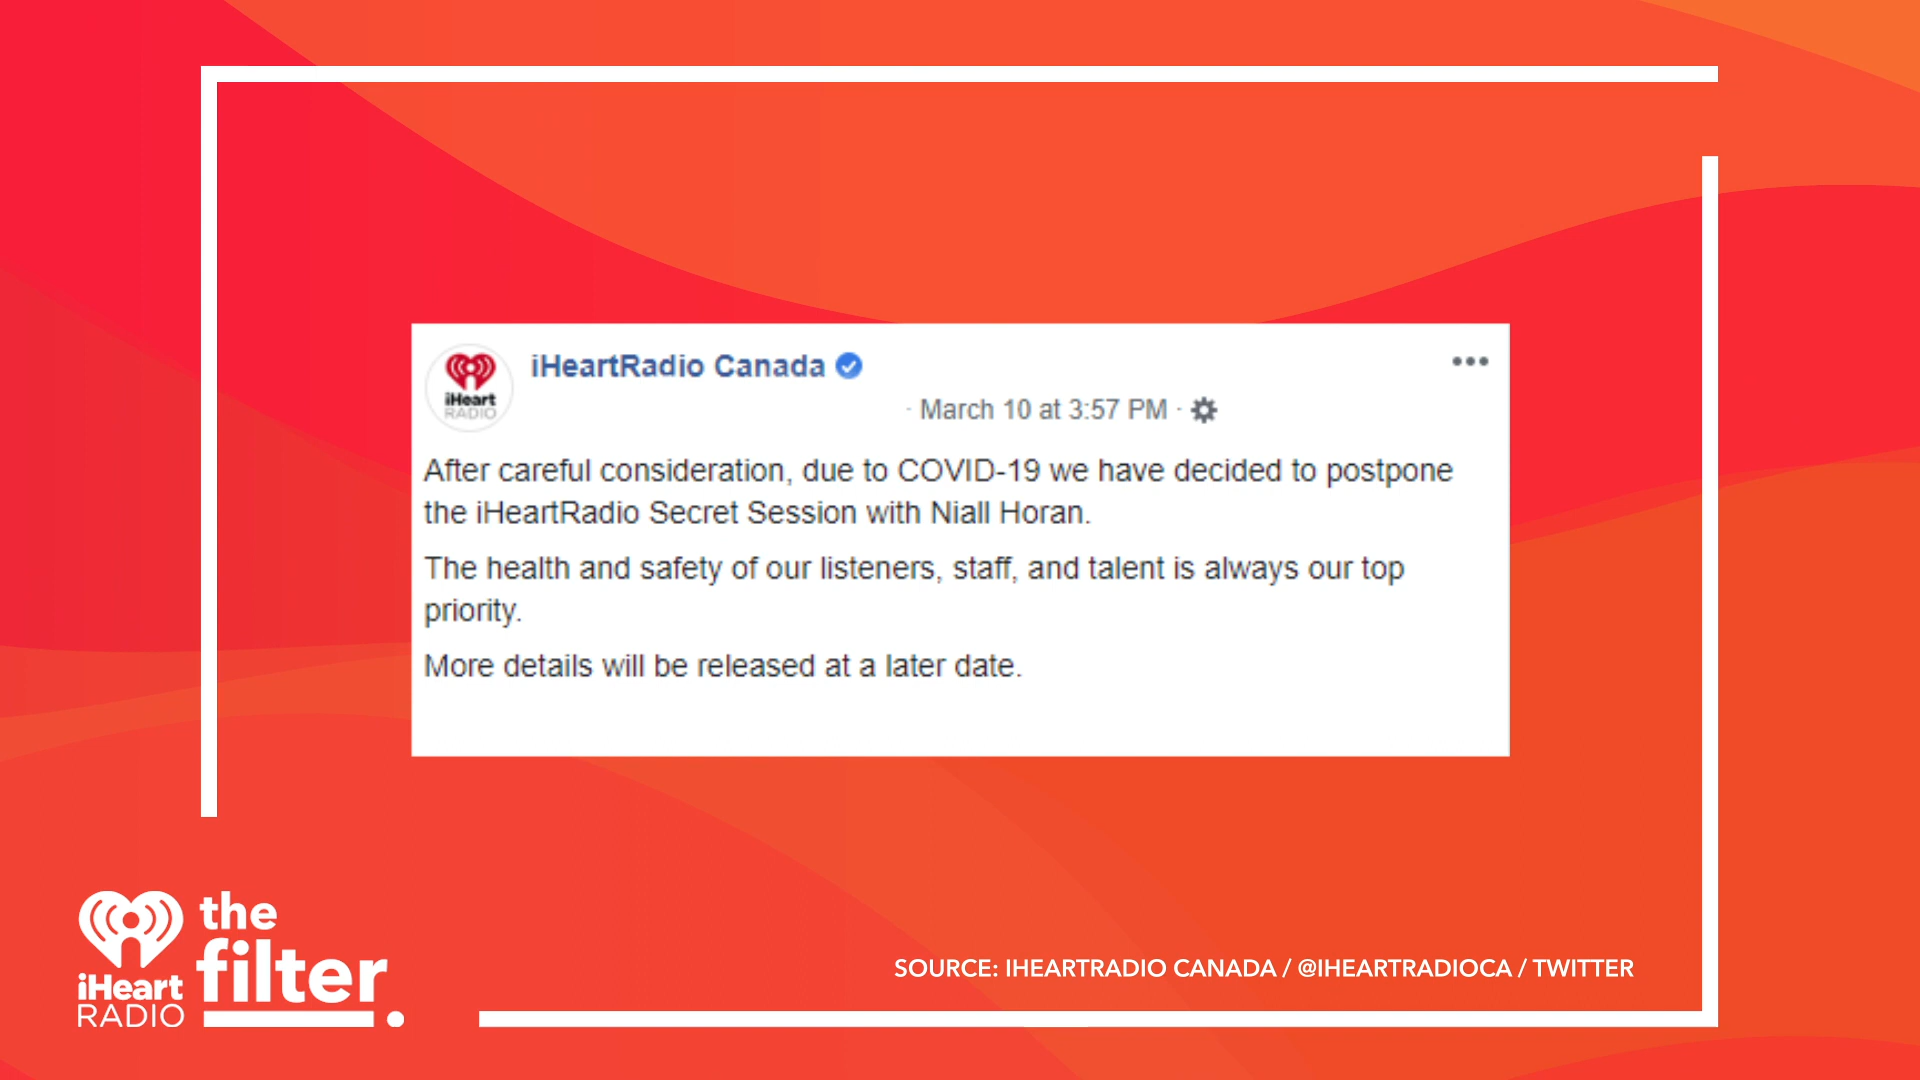 iHeart
RADIO
iHeartRadio Canada
· March 10 at 3:57 PM ·
After careful consideration, due to COVID-19 we have decided to postpone
the iHeartRadio Secret Session with Niall Horan.
The health and safety of our listeners, staff, and talent is always our top
priority.
More details will be released at a later date.
iHeart
RADIO
the
filter.
SOURCE: IHEARTRADIO CANADA / @IHEARTRADIOCA / TWITTER